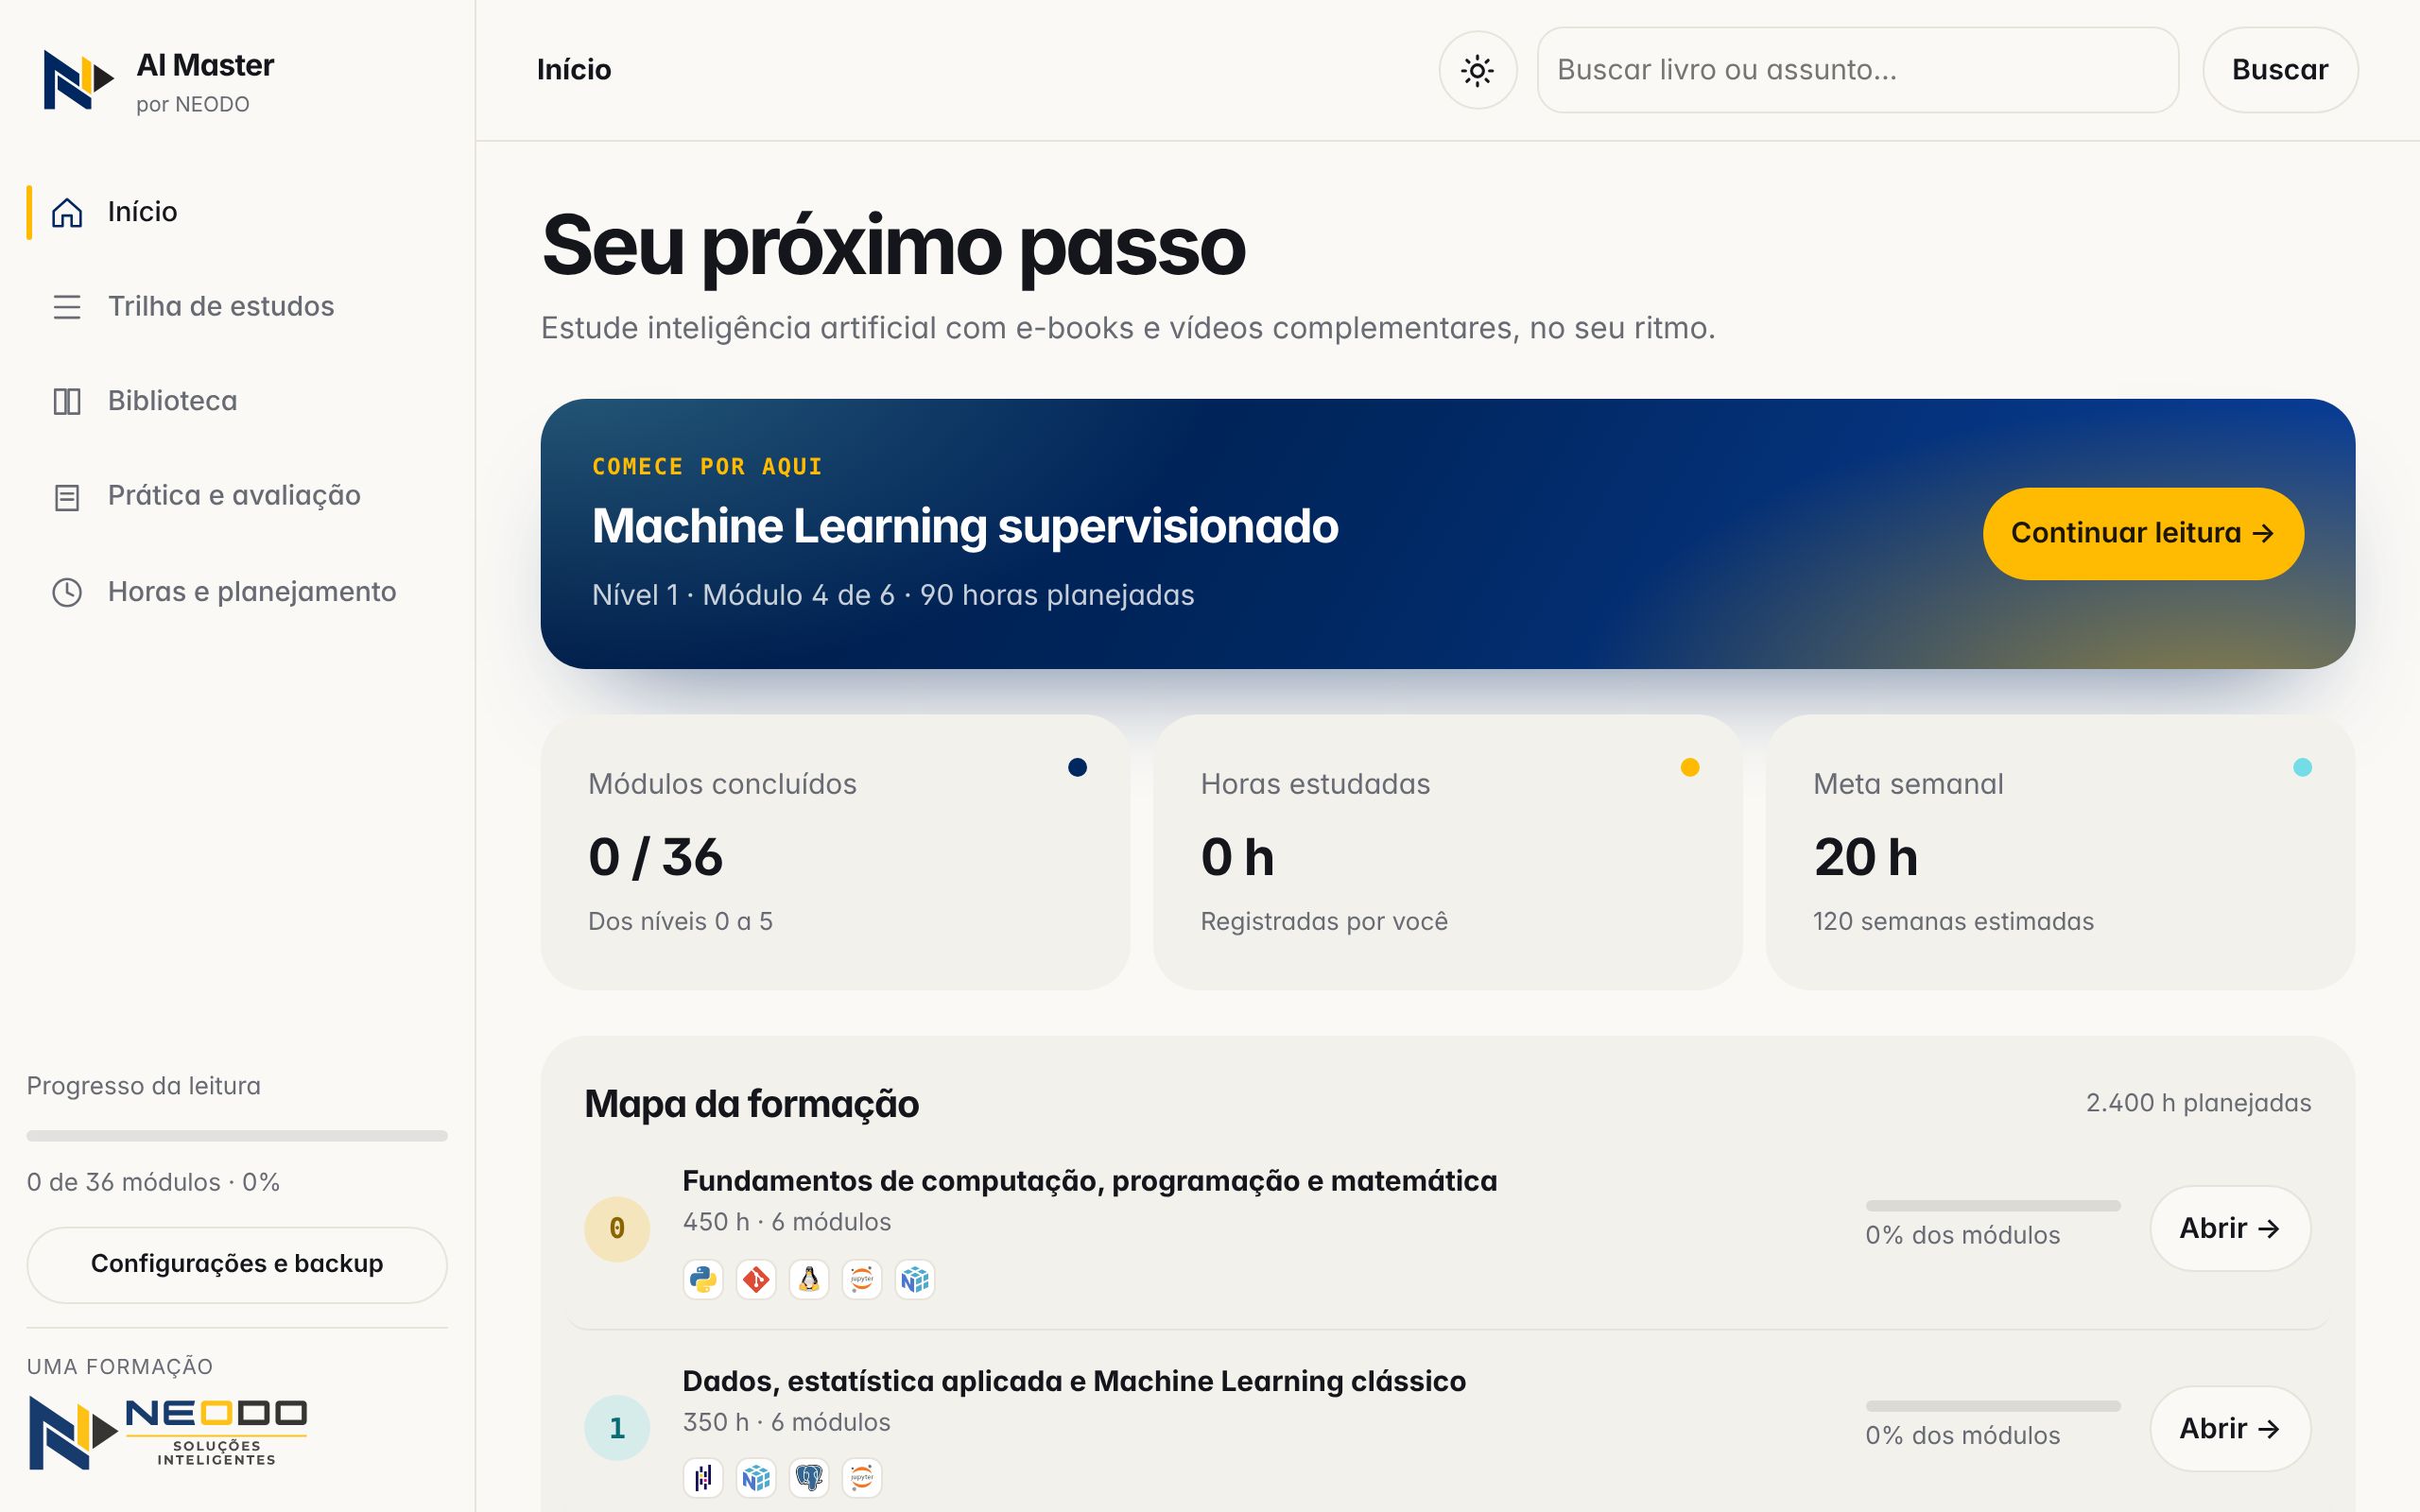 AI Master
por NEODO
Início
Trilha de estudos
Biblioteca
Prática e avaliação
Horas e planejamento
Progresso da leitura
0 de 36 módulos · 0%
Configurações e backup
UMA FORMAÇÃO
NEODO
SOLUÇÕES
INTELIGENTES
Início
Buscar livro ou assunto...
Buscar
Seu próximo passo
Estude inteligência artificial com e-books e vídeos complementares, no seu ritmo.
COMECE POR AQUI
Machine Learning supervisionado
Nível 1 · Módulo 4 de 6 · 90 horas planejadas
Continuar leitura →
Módulos concluídos
0 / 36
Dos níveis 0 a 5
Horas estudadas
0 h
Registradas por você
Meta semanal
20 h
120 semanas estimadas
Mapa da formação
2.400 h planejadas
0
Fundamentos de computação, programação e matemática
450 h · 6 módulos
jupyter
0% dos módulos
Abrir →
1
Dados, estatística aplicada e Machine Learning clássico
350 h · 6 módulos
jupyter
0% dos módulos
Abrir →